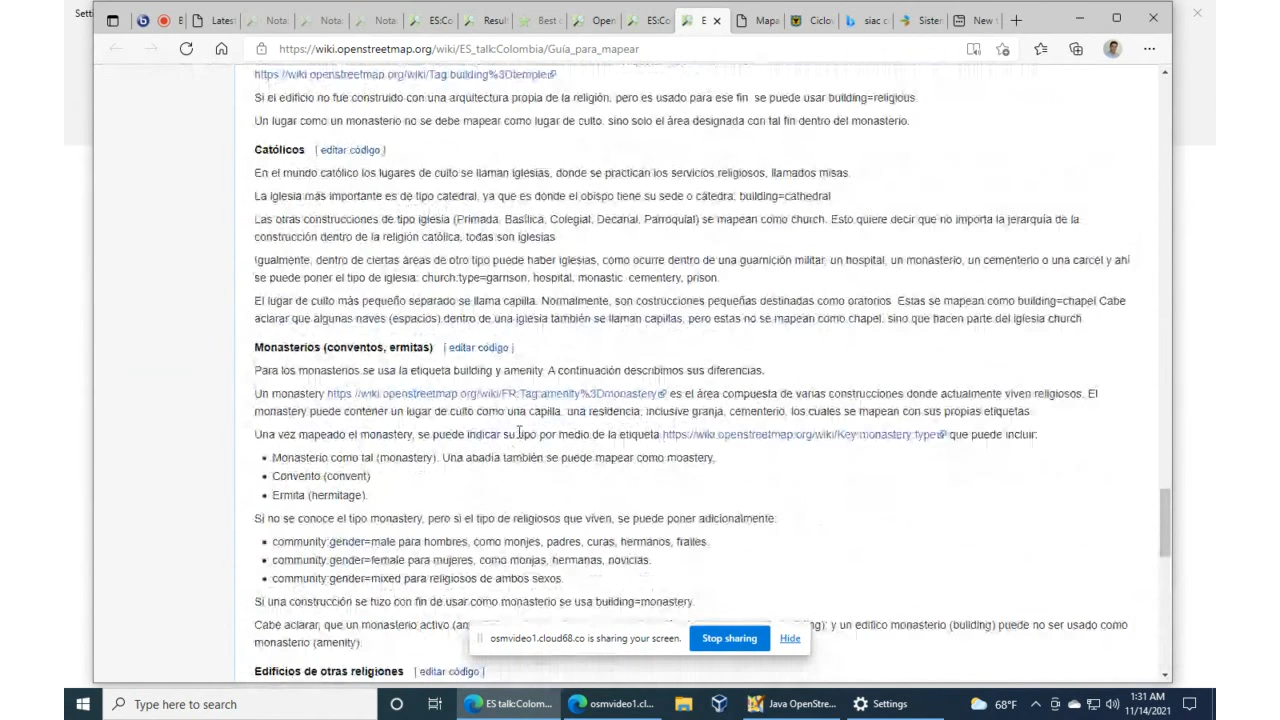 Setti
E
Latest
Nota
Nota
Nota
ES:Co
Resul
Best c
Open
ES:Co
E
Mapa
Ciclo
siac c
Sister
New t
https://wiki.openstreetmap.org/wiki/ES_talk:Colombia/Guía_para_mapear
https://wiki.openstreetmap.org/wiki/Tag:building%3Dtemple
Si el edificio no fue construido con una arquitectura propia de la religión, pero es usado para ese fin se puede usar building=religious.
Un lugar como un monasterio no se debe mapear como lugar de culto, sino solo el área designada con tal fin dentro del monasterio.
Católicos [ editar código ]
En el mundo católico los lugares de culto se llaman iglesias, donde se practican los servicios religiosos, llamados misas.
La iglesia más importante es de tipo catedral, ya que es donde el obispo tiene su sede o cátedra: building=cathedral
Las otras construcciones de tipo iglesia (Primada, Basílica, Colegial, Decanal, Parroquial) se mapean como church. Esto quiere decir que no importa la jerarquía de la
construcción dentro de la religión católica, todas son iglesias
Igualmente, dentro de ciertas áreas de otro tipo puede haber iglesias, como ocurre dentro de una guarnición militar, un hospital, un monasterio, un cementerio o una carcel y ahí
se puede poner el tipo de iglesia: church:type=garrison, hospital, monastic, cementery, prison.
El lugar de culto más pequeño separado se llama capilla. Normalmente, son costrucciones pequeñas destinadas como oratorios. Estas se mapean como building=chapel Cabe
aclarar que algunas naves (espacios) dentro de una iglesia también se llaman capillas, pero estas no se mapean como chapel, sino que hacen parte del iglesia church.
Monasterios (conventos, ermitas) [ editar código ]
Para los monasterios se usa la etiqueta building y amenity. A continuación describimos sus diferencias.
Un monastery https://wiki.openstreetmap.org/wiki/FR:Tag:amenity%3Dmonastery es el área compuesta de varias construcciones donde actualmente viven religiosos. El
monastery puede contener un lugar de culto como una capilla, una residencia, inclusive granja, cementerio, los cuales se mapean con sus propias etiquetas.
Una vez mapeado el monastery, se puede indicar su tipo por medio de la etiqueta https://wiki.openstreetmap.org/wiki/Key:monastery:type que puede incluir:
Monasterio como tal (monastery). Una abadía también se puede mapear como moastery,
Convento (convent)
Ermita (hermitage).
Si no se conoce el tipo monastery, pero si el tipo de religiosos que viven, se puede poner adicionalmente:
community:gender=male para hombres, como monjes, padres, curas, hermanos, frailes.
community:gender=female para mujeres, como monjas, hermanas, novicias.
community:gender=mixed para religiosos de ambos sexos.
Si una construcción se hizo con fin de usar como monasterio se usa building=monastery.
Cabe aclarar, que un monasterio activo (am ng); y un edifico monasterio (building) puede no ser usado como
monasterio (amenity).
osmvideo1.cloud68.co is sharing your screen. Stop sharing Hide
Edificios de otras religiones [ editar código ]
Type here to search
ES talk:Colom...
osmvideo1.cl...
Java OpenStre...
Settings
68°F
1:31 AM
11/14/2021